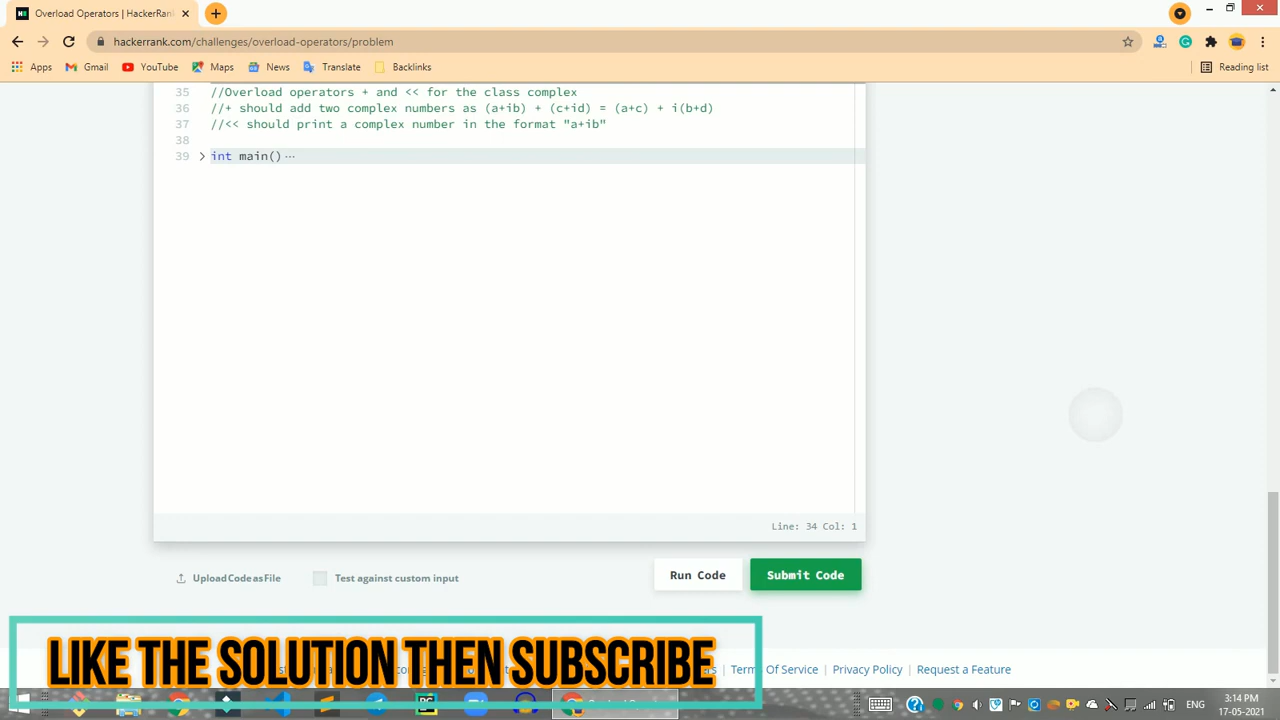 Overload Operators | HackerRank
hackerrank.com/challenges/overload-operators/problem
Apps Gmail YouTube Maps News Translate Backlinks Reading list
35 //Overload operators + and << for the class complex
36 //+ should add two complex numbers as (a+ib) + (c+id) = (a+c) + i(b+d)
37 //<< should print a complex number in the format "a+ib"
38
39 int main() ...
Line: 34 Col: 1
Upload Code as File Test against custom input Run Code Submit Code
LIKE THE SOLUTION THEN SUBSCRIBE
Terms Of Service | Privacy Policy | Request a Feature
ENG 3:14 PM
17-05-2021